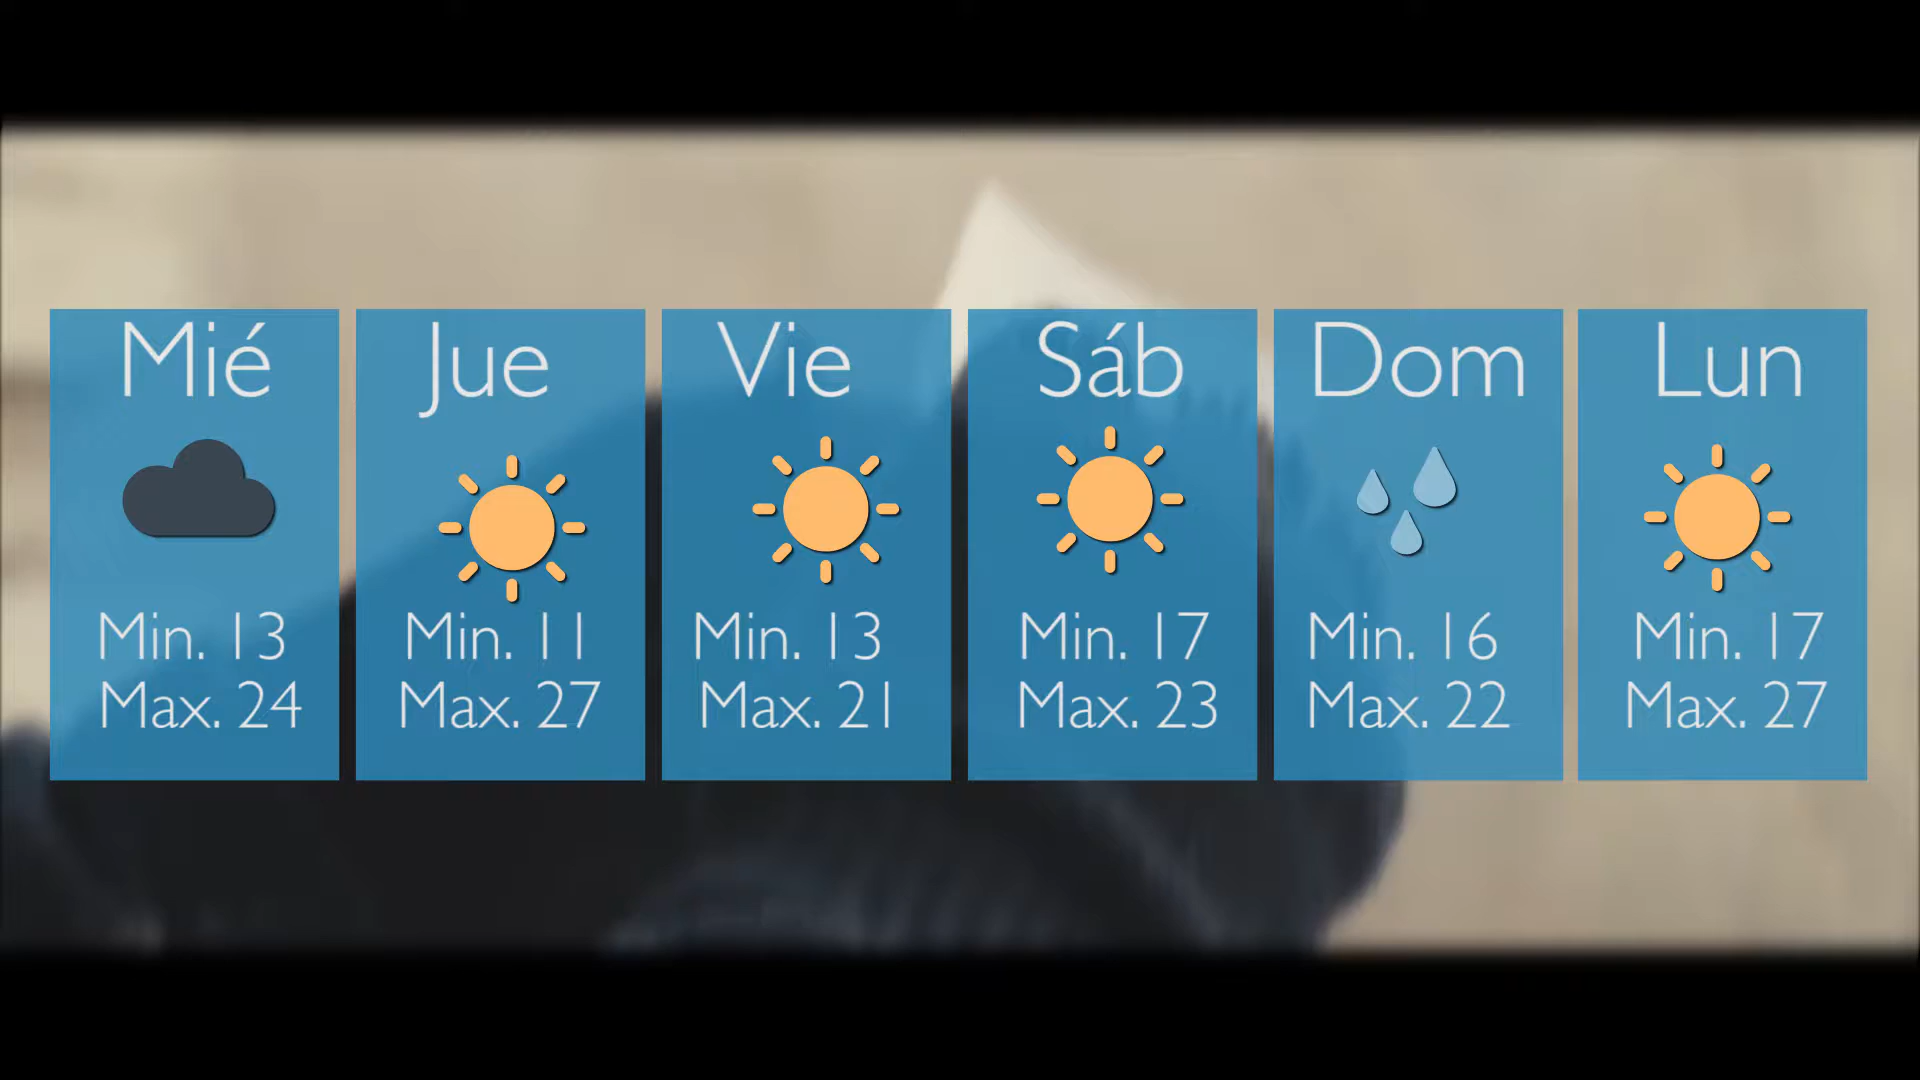 Mié
Min. 13
Max. 24
Jue
Min. 11
Max. 27
Vie
Min. 13
Max. 21
Sáb
Min. 17
Max. 23
Dom
Min. 16
Max. 22
Lun
Min. 17
Max. 27